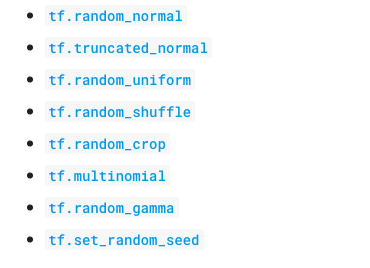 tf.random_normal
tf.truncated_normal
tf.random_uniform
tf.random_shuffle
tf.random_crop
tf.multinomial
tf.random_gamma
tf.set_random_seed